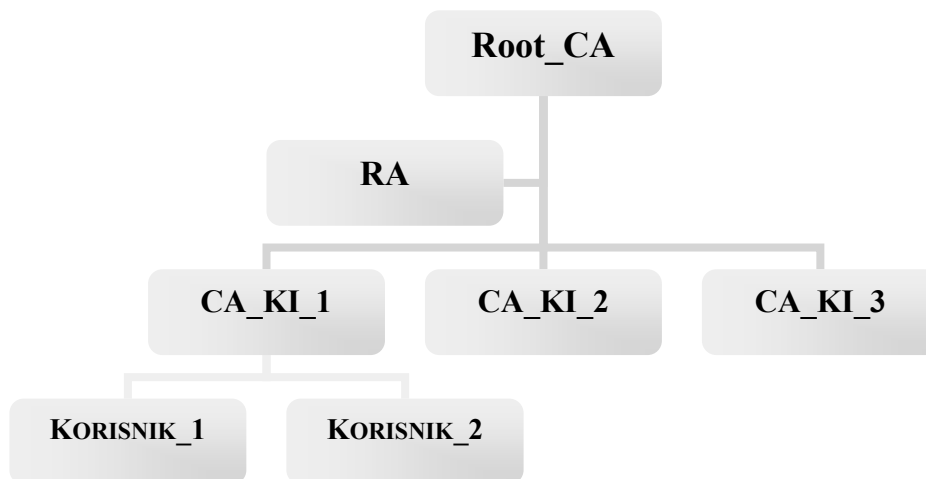 Root_CA
RA
CA_KI_1
CA_KI_2
CA_KI_3
KORISNIK_1
KORISNIK_2